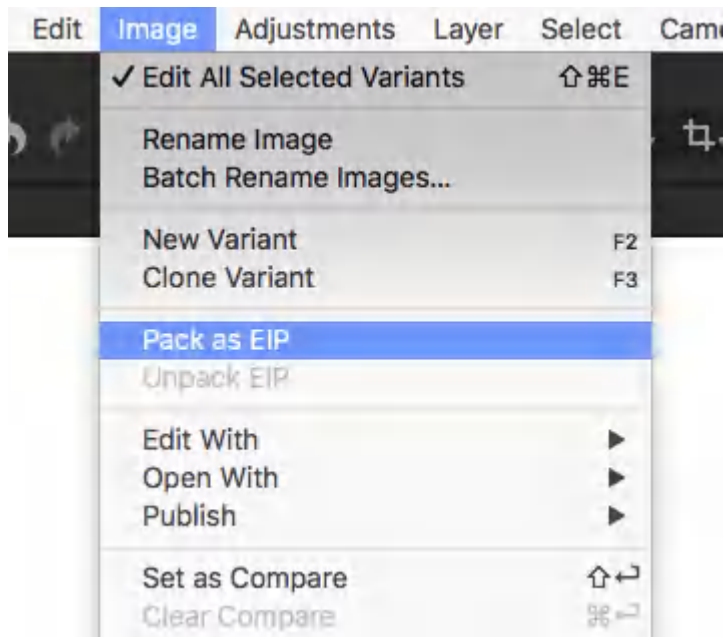 Edit Image Adjustments Layer Select Came
✓ Edit All Selected Variants ⇧⌘E
Rename Image
Batch Rename Images...
New Variant F2
Clone Variant F3
Pack as EIP
Unpack EIP
Edit With ▶
Open With ▶
Publish ▶
Set as Compare ⇧↩
Clear Compare ⌘↩